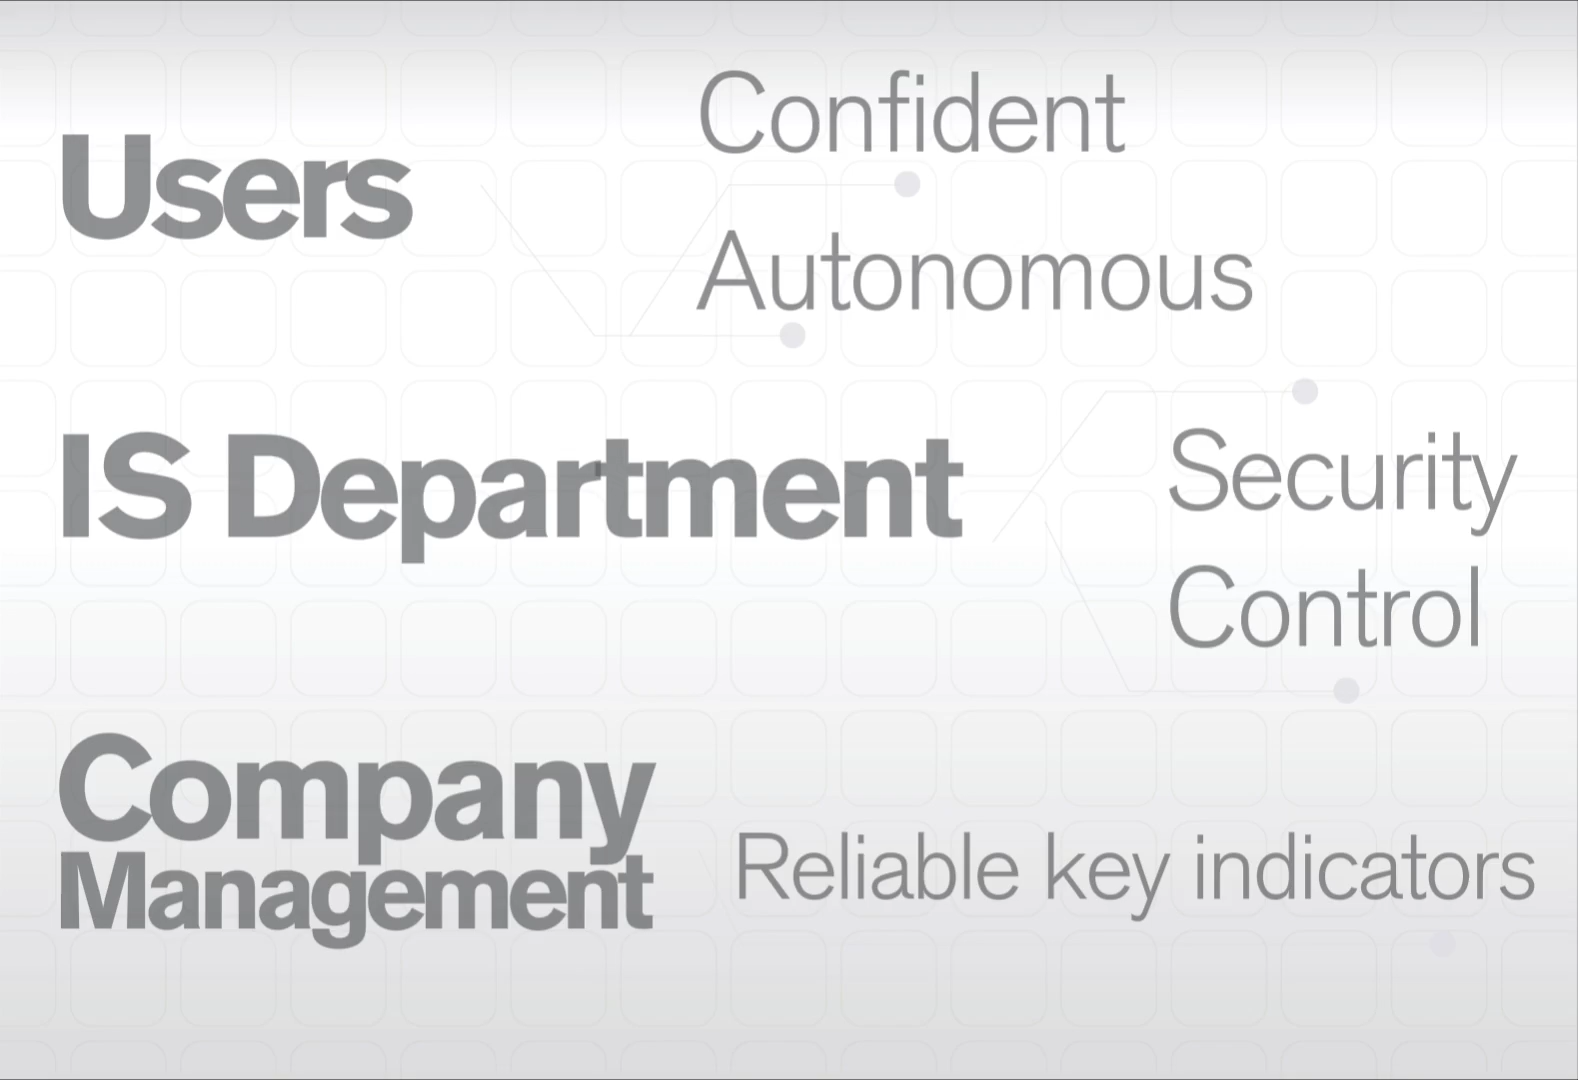 Confident
Users
Autonomous
IS Department
Security
Control
Company
Management
Reliable key indicators